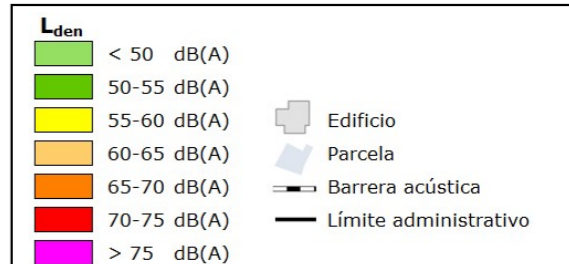 Lden
< 50 dB(A)
50-55 dB(A)
55-60 dB(A)
60-65 dB(A)
65-70 dB(A)
70-75 dB(A)
> 75 dB(A)
Edificio
Parcela
Barrera acústica
Límite administrativo